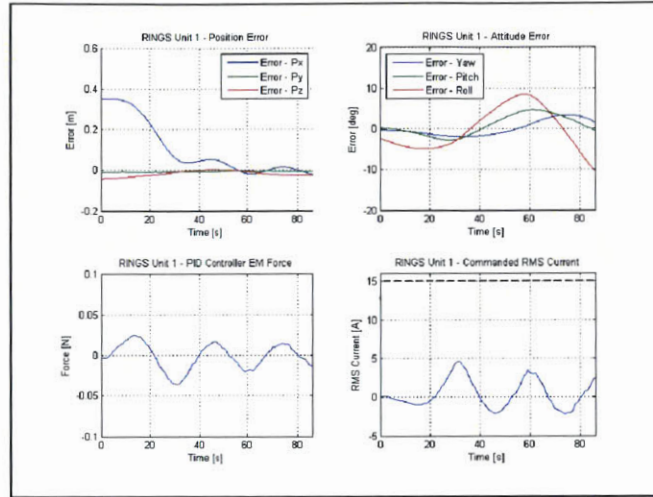 RINGS Unit 1 - Position Error
0.6
0.4
0.2
0
-0.2
Error [m]
Error - Px
Error - Py
Error - Pz
0
20
40
60
80
Time [s]
RINGS Unit 1 - Attitude Error
20
10
0
-10
-20
Error [deg]
Error - Yaw
Error - Pitch
Error - Roll
0
20
40
60
80
Time [s]
RINGS Unit 1 - PID Controller EM Force
0.1
0.05
0
-0.05
-0.1
Force [N]
0
20
40
60
80
Time [s]
RINGS Unit 1 - Commanded RMS Current
15
10
5
0
-5
RMS Current [A]
0
20
40
60
80
Time [s]